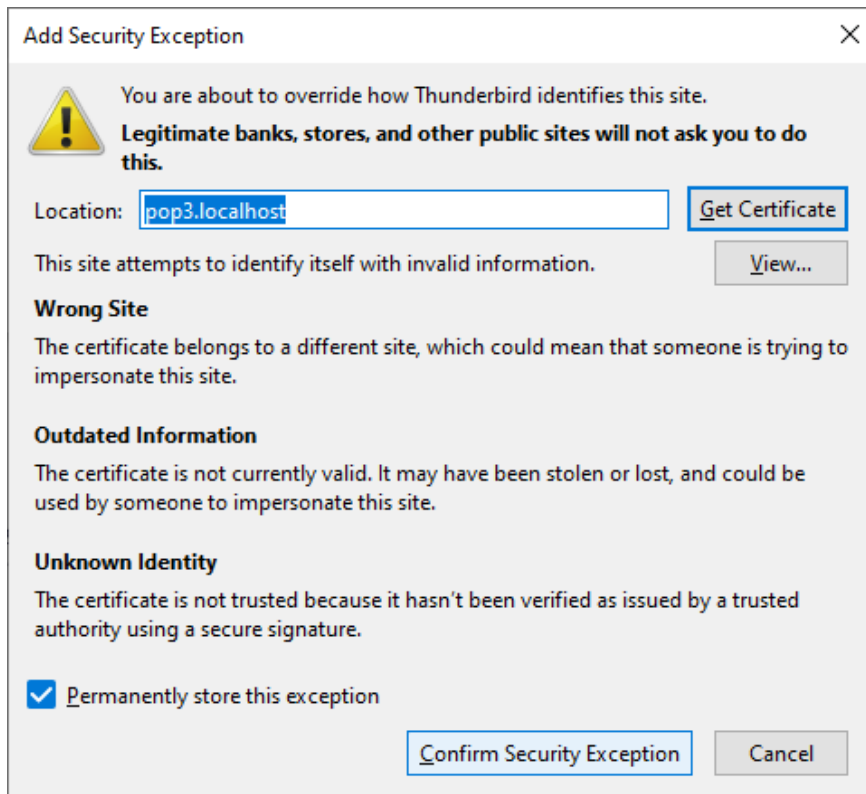 Add Security Exception
You are about to override how Thunderbird identifies this site.
Legitimate banks, stores, and other public sites will not ask you to do
this.
Location: pop3.localhost Get Certificate
This site attempts to identify itself with invalid information. View...
Wrong Site
The certificate belongs to a different site, which could mean that someone is trying to
impersonate this site.
Outdated Information
The certificate is not currently valid. It may have been stolen or lost, and could be
used by someone to impersonate this site.
Unknown Identity
The certificate is not trusted because it hasn't been verified as issued by a trusted
authority using a secure signature.
Permanently store this exception
Confirm Security Exception Cancel